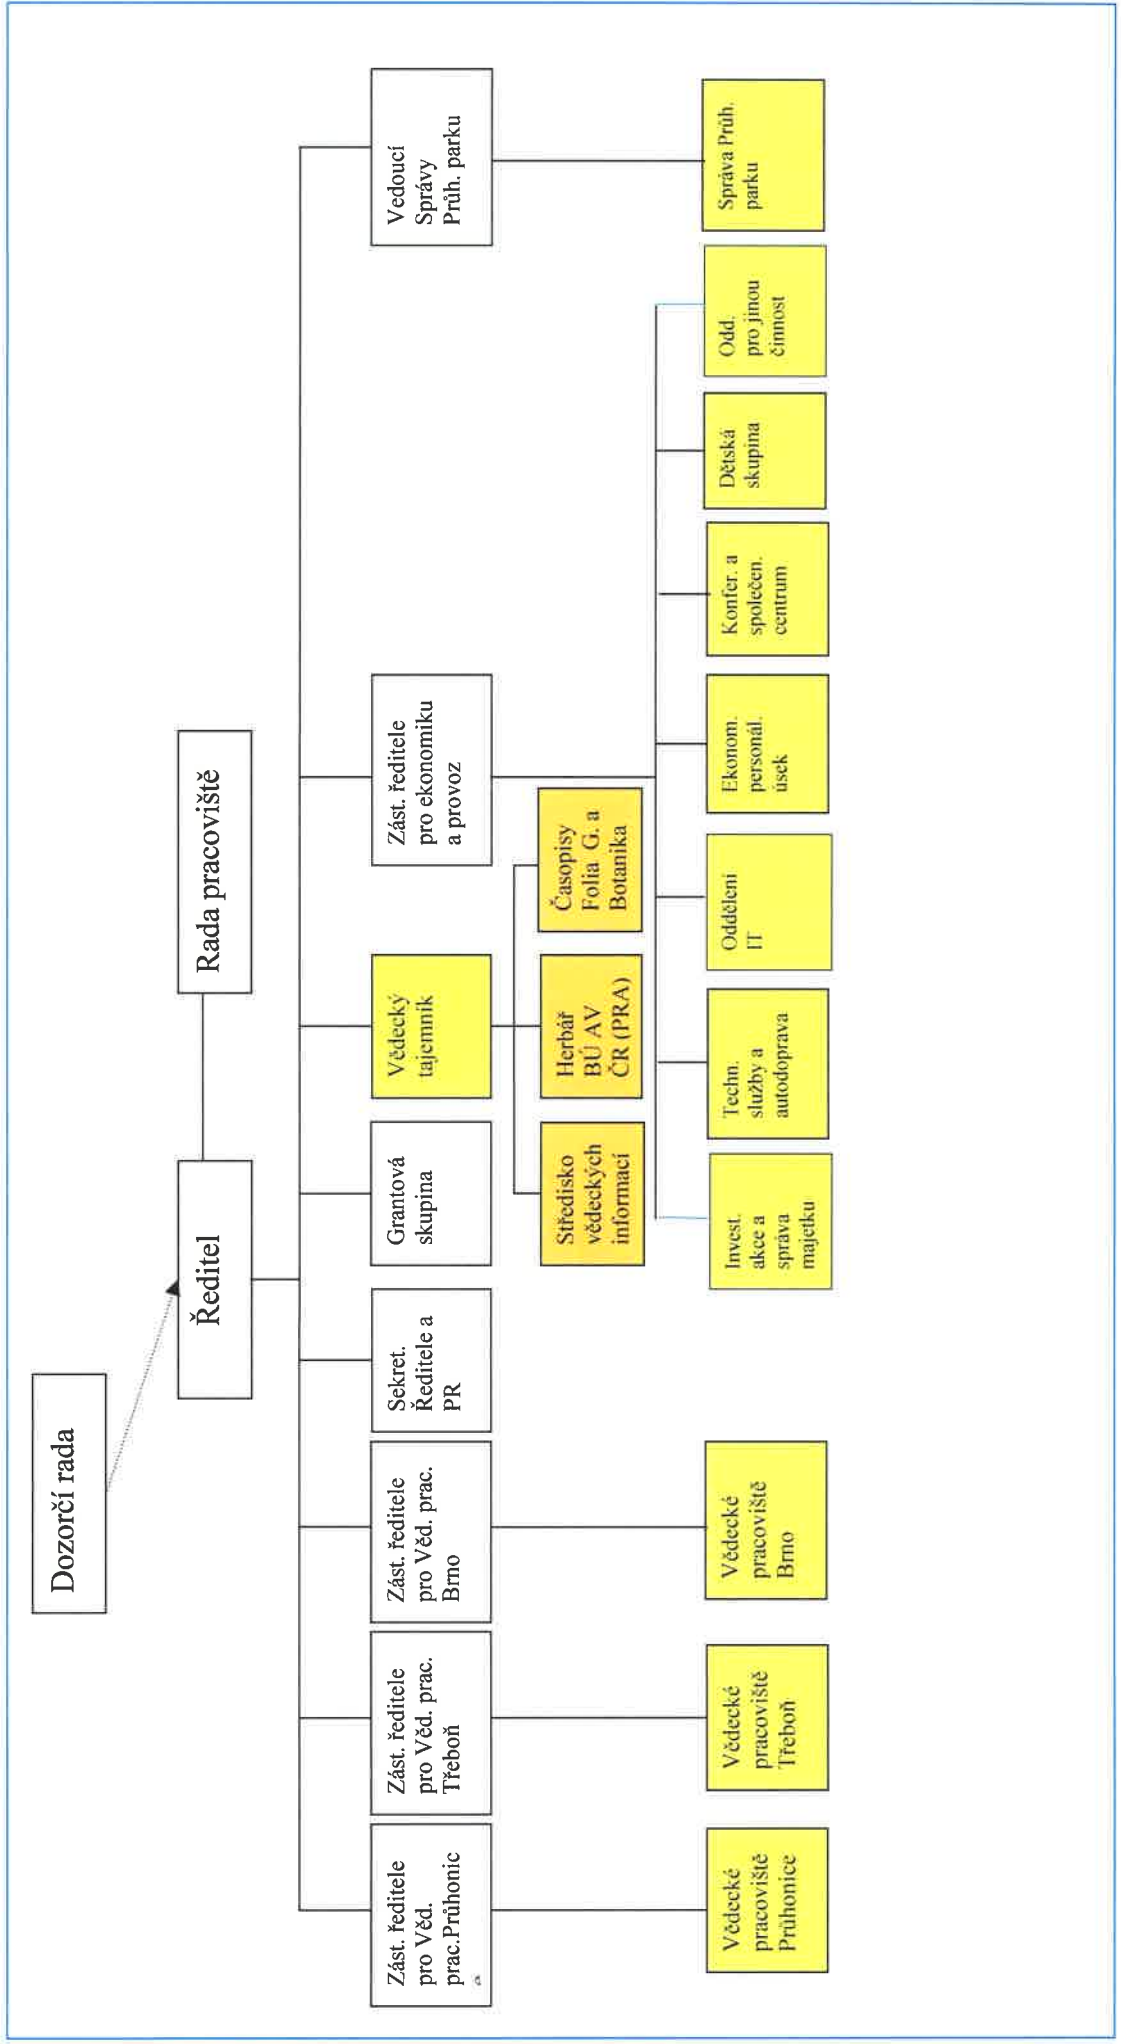 Dozorčí rada
Ředitel
Rada pracoviště
Zást. ředitele
pro Věd.
prac.Průhonic
Zást. ředitele
pro Věd. prac.
Třeboň
Zást. ředitele
pro Věd. prac.
Brno
Sekret.
Ředitele a
PR
Grantová
skupina
Vědecký
tajemník
Zást. ředitele
pro ekonomiku
a provoz
Vedoucí
Správy
Průh. parku
Středisko
vědeckých
informací
Herbář
BÚ AV
ČR (PRA)
Časopisy
Folia G. a
Botanika
Vědecké
pracoviště
Průhonice
Vědecké
pracoviště
Třeboň
Vědecké
pracoviště
Brno
Invest.
akce a
správa
majetku
Techn.
služby a
autodoprava
Oddělení
IT
Ekonom.
personál.
úsek
Konfer. a
společen.
centrum
Dětská
skupina
Odd.
pro jinou
činnost
Správa Průh.
parku